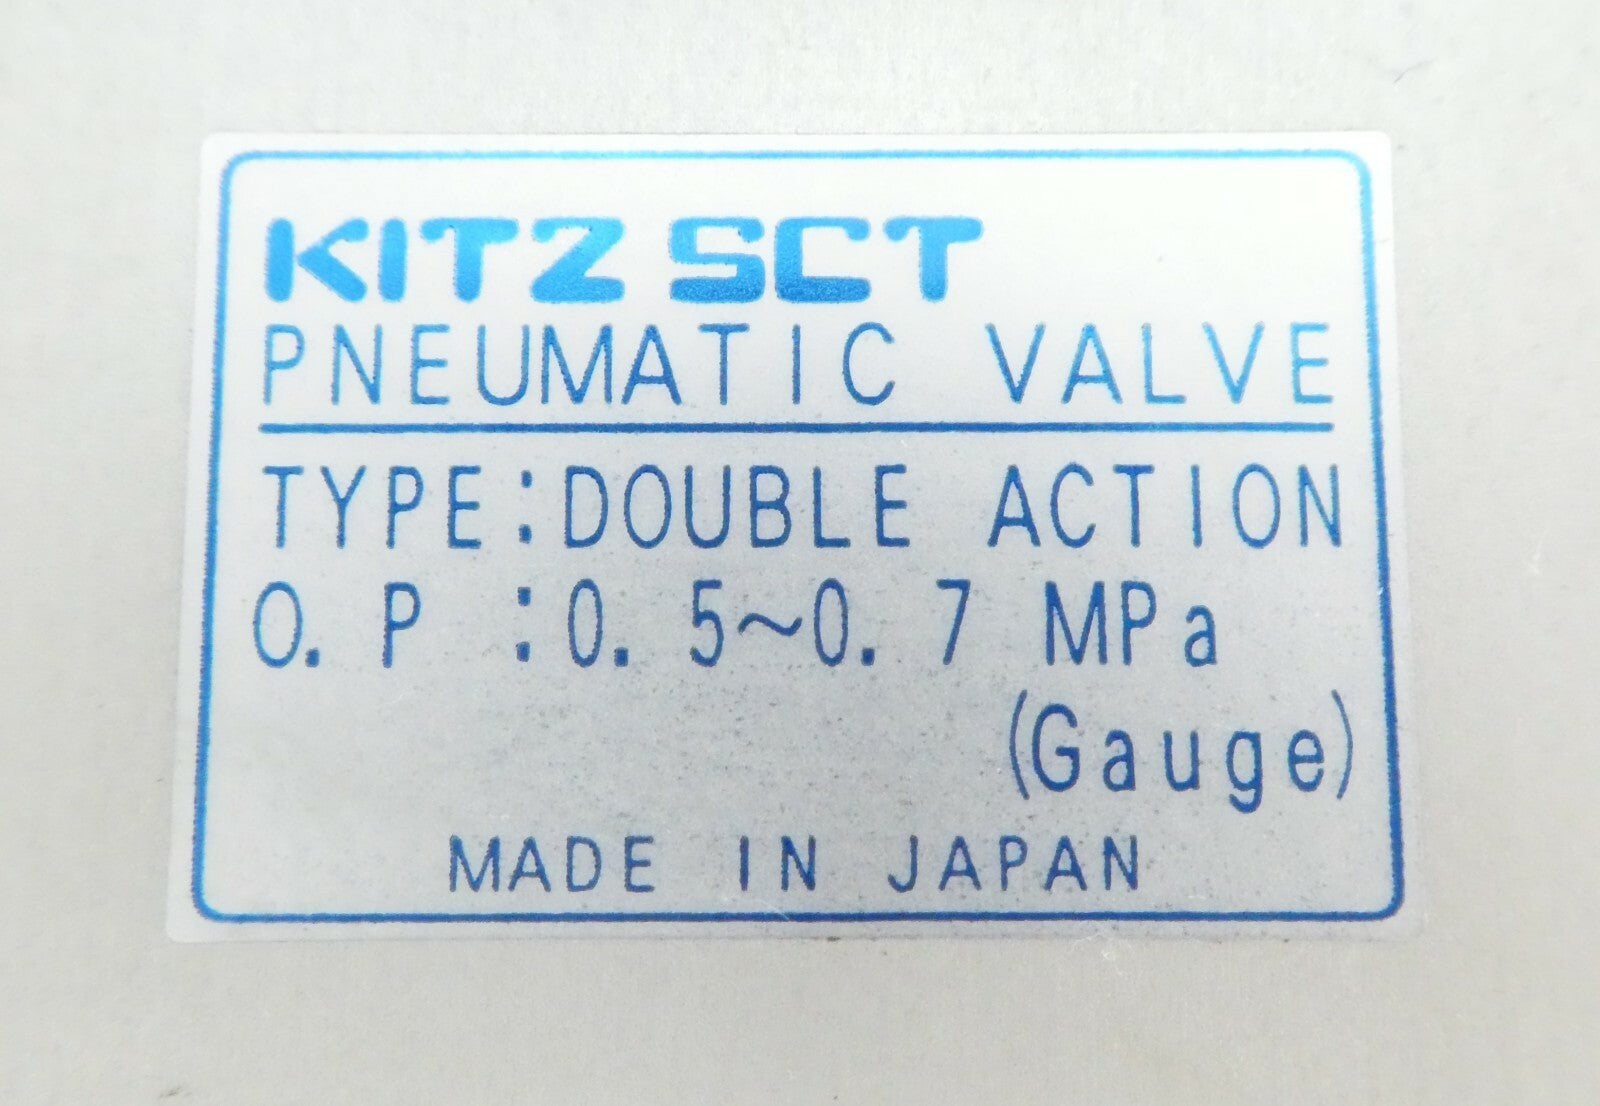 KITZ SCT
PNEUMATIC VALVE
TYPE:DOUBLE ACTION
O.P :0.5~0.7 MPa
(Gauge)
MADE IN JAPAN